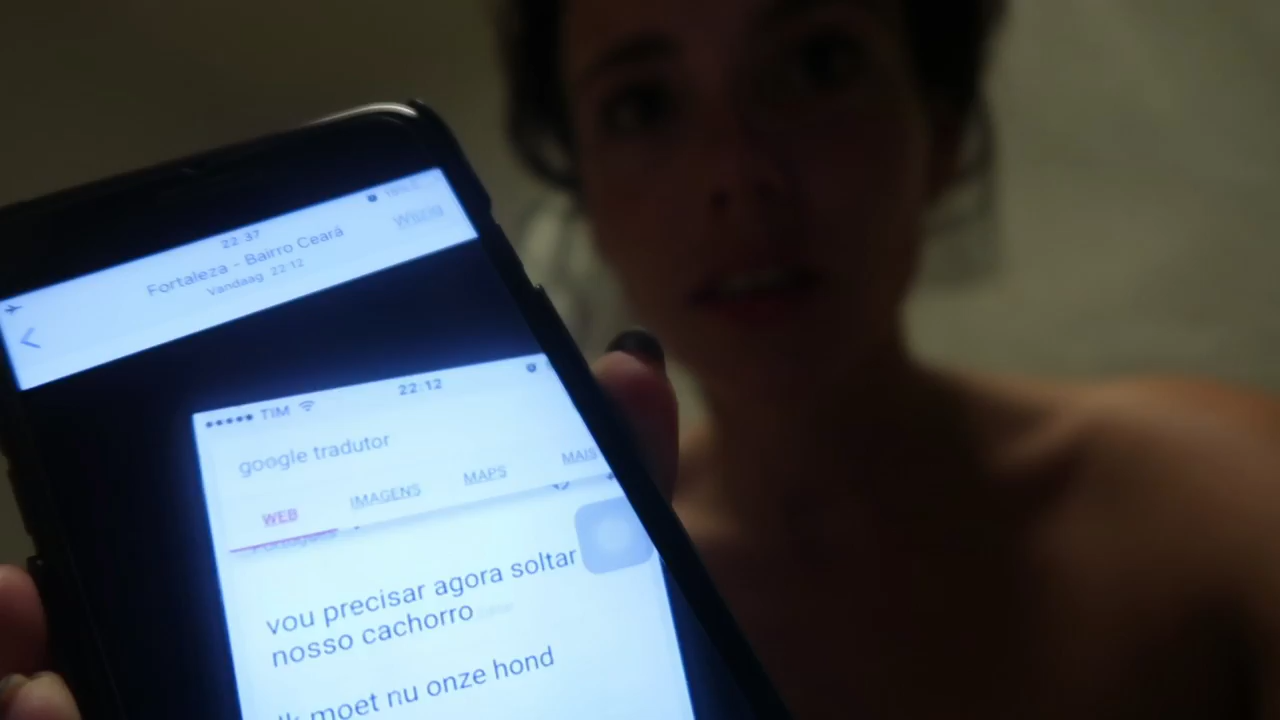 22:37
Fortaleza - Bairro Ceará
Vandaag 22:12
TIM
22:12
google tradutor
WEB
IMAGENS
MAPS
MAIS
vou precisar agora soltar
nosso cachorro
Ik moet nu onze hond